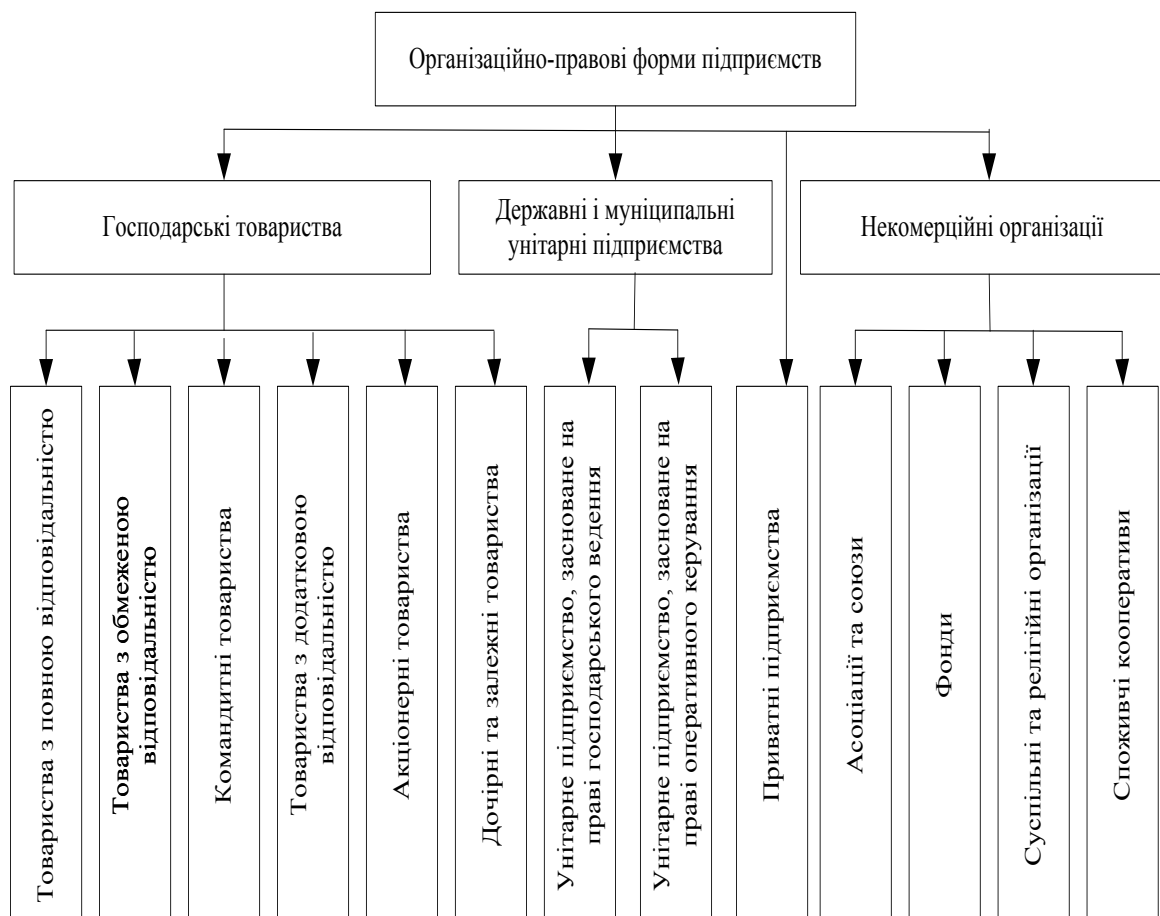 Організаційно-правові форми підприємств
Господарські товариства
Державні і муніципальні
унітарні підприємства
Некомерційні організації
Товариства з повною відповідальністю
Товариства з обмеженою
відповідальністю
Командитні товариства
Товариства з додатковою
відповідальністю
Акціонерні товариства
Дочірні та залежні товариства
Унітарне підприємство, засноване на
праві господарського ведення
Унітарне підприємство, засноване на
праві оперативного керування
Приватні підприємства
Асоціації та союзи
Фонди
Суспільні та релігійні організації
Споживчі кооперативи